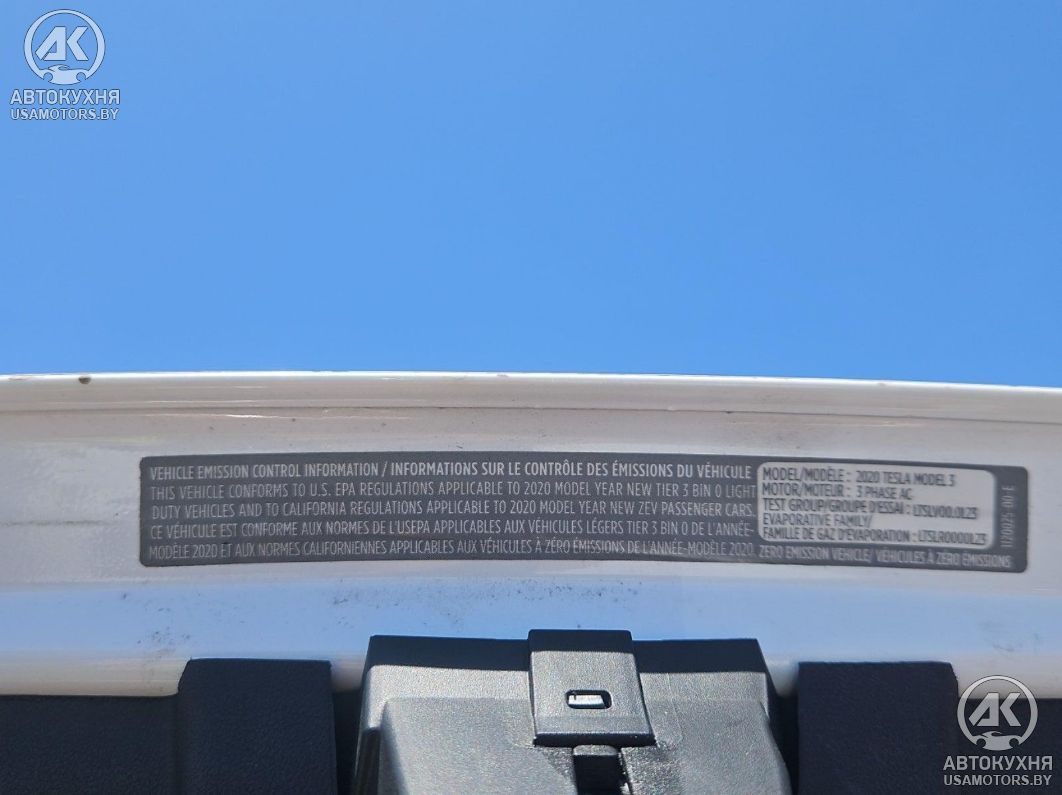 АК
АВТОКУХНЯ
USAMOTORS.BY
VEHICLE EMISSION CONTROL INFORMATION / INFORMATIONS SUR LE CONTRÔLE DES ÉMISSIONS DU VÉHICULE
THIS VEHICLE CONFORMS TO U.S. EPA REGULATIONS APPLICABLE TO 2020 MODEL YEAR NEW TIER 3 BIN 0 LIGHT
DUTY VEHICLES AND TO CALIFORNIA REGULATIONS APPLICABLE TO 2020 MODEL YEAR NEW ZEV PASSENGER CARS.
CE VÉHICULE EST CONFORME AUX NORMES DE L'USEPA APPLICABLES AUX VÉHICULES LÉGERS TIER 3 BIN 0 DE L'ANNÉE-
MODÈLE 2020 ET AUX NORMES CALIFORNIENNES APPLICABLES AUX VÉHICULES À ZÉRO ÉMISSIONS DE L'ANNÉE-MODÈLE 2020. ZERO EMISSION VEHICLE/ VÉHICULES À ZÉRO ÉMISSIONS
MODEL/MODÈLE : 2020 TESLA MODEL 3
MOTOR/MOTEUR : 3 PHASE AC
TEST GROUP/GROUPE D'ESSAI : LTSLV00.0L23
EVAPORATIVE FAMILY/
FAMILLE DE GAZ D'ÉVAPORATION : LTSLR0000L23
1120125-00-E
АК
АВТОКУХНЯ
USAMOTORS.BY